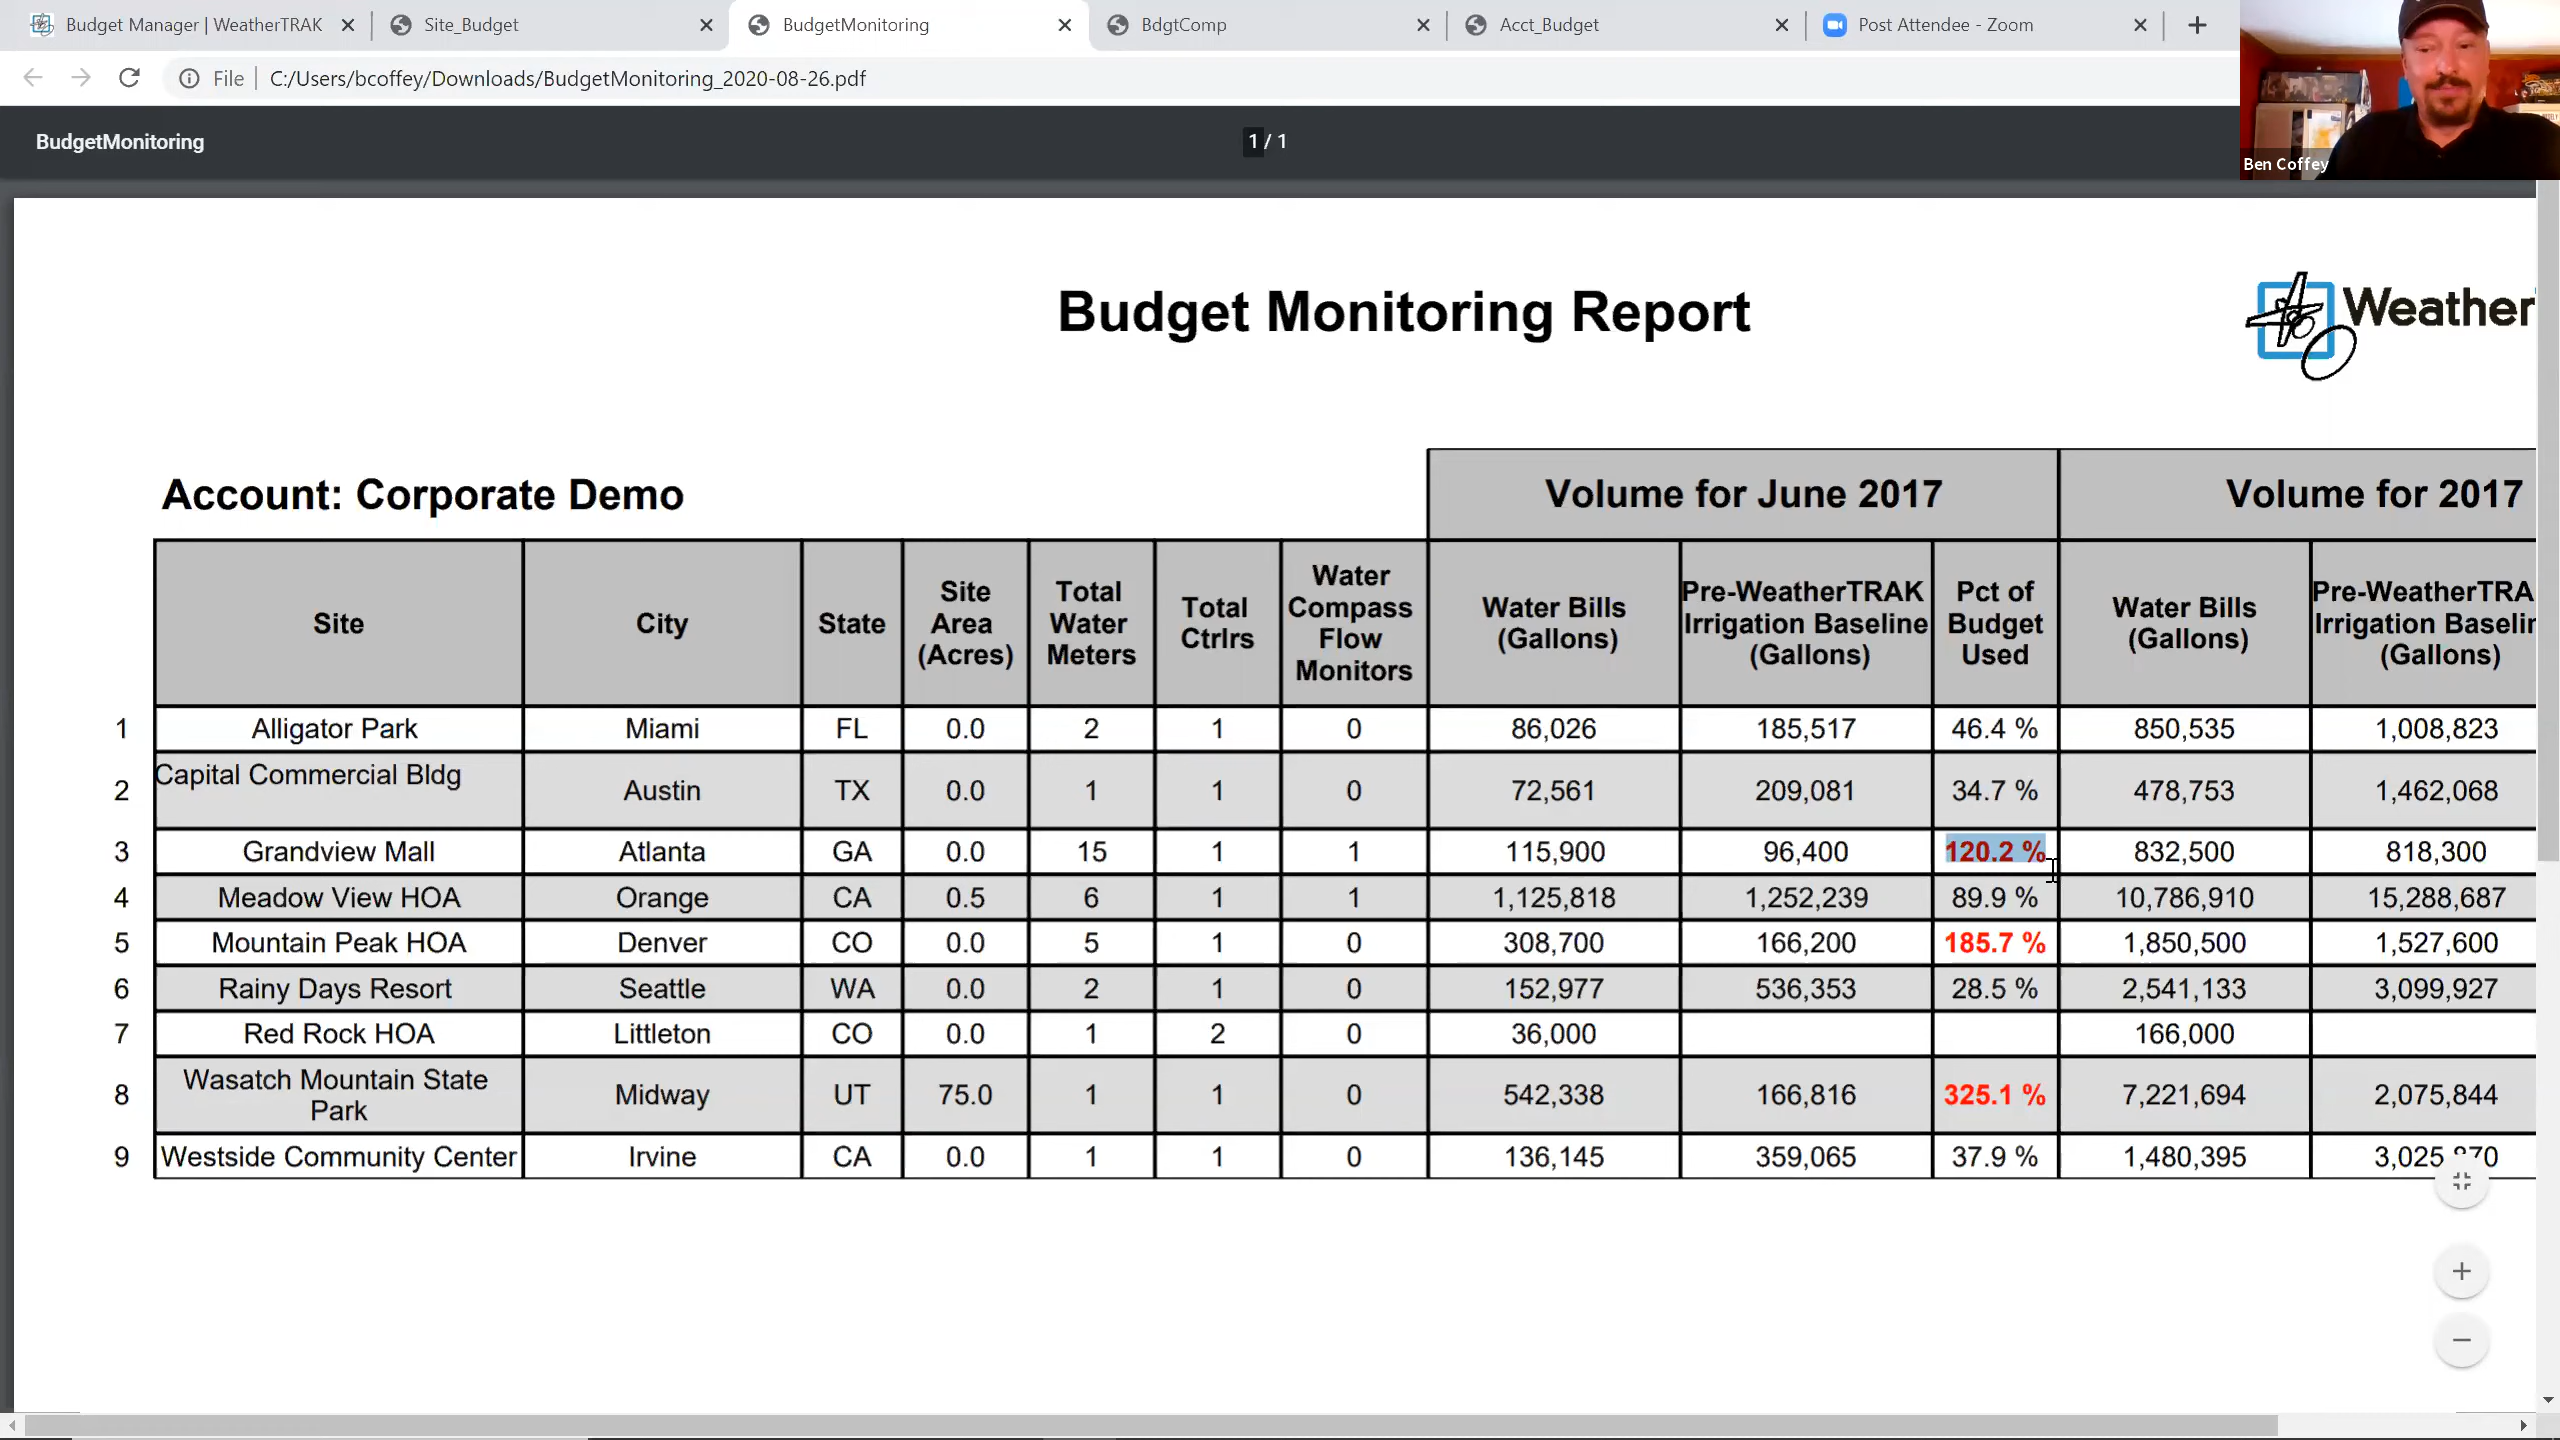 Budget Manager | WeatherTRAK
Site_Budget
BudgetMonitoring
BdgtComp
Acct_Budget
Post Attendee - Zoom
File
C:/Users/bcoffey/Downloads/BudgetMonitoring_2020-08-26.pdf
Ben Coffey
BudgetMonitoring
1 / 1
Budget Monitoring Report
Weather
Account: Corporate Demo
Volume for June 2017
Volume for 2017
Site
City
State
Site
Area
(Acres)
Total
Water
Meters
Total
Ctrlrs
Water
Compass
Flow
Monitors
Water Bills
(Gallons)
Pre-WeatherTRAK
Irrigation Baseline
(Gallons)
Pct of
Budget
Used
Water Bills
(Gallons)
Pre-WeatherTRA
Irrigation Baselin
(Gallons)
1 Alligator Park Miami FL 0.0 2 1 0 86,026 185,517 46.4 % 850,535 1,008,823
2 Capital Commercial Bldg Austin TX 0.0 1 1 0 72,561 209,081 34.7 % 478,753 1,462,068
3 Grandview Mall Atlanta GA 0.0 15 1 1 115,900 96,400 120.2 % 832,500 818,300
4 Meadow View HOA Orange CA 0.5 6 1 1 1,125,818 1,252,239 89.9 % 10,786,910 15,288,687
5 Mountain Peak HOA Denver CO 0.0 5 1 0 308,700 166,200 185.7 % 1,850,500 1,527,600
6 Rainy Days Resort Seattle WA 0.0 2 1 0 152,977 536,353 28.5 % 2,541,133 3,099,927
7 Red Rock HOA Littleton CO 0.0 1 2 0 36,000 166,000
8 Wasatch Mountain State
Park Midway UT 75.0 1 1 0 542,338 166,816 325.1 % 7,221,694 2,075,844
9 Westside Community Center Irvine CA 0.0 1 1 0 136,145 359,065 37.9 % 1,480,395